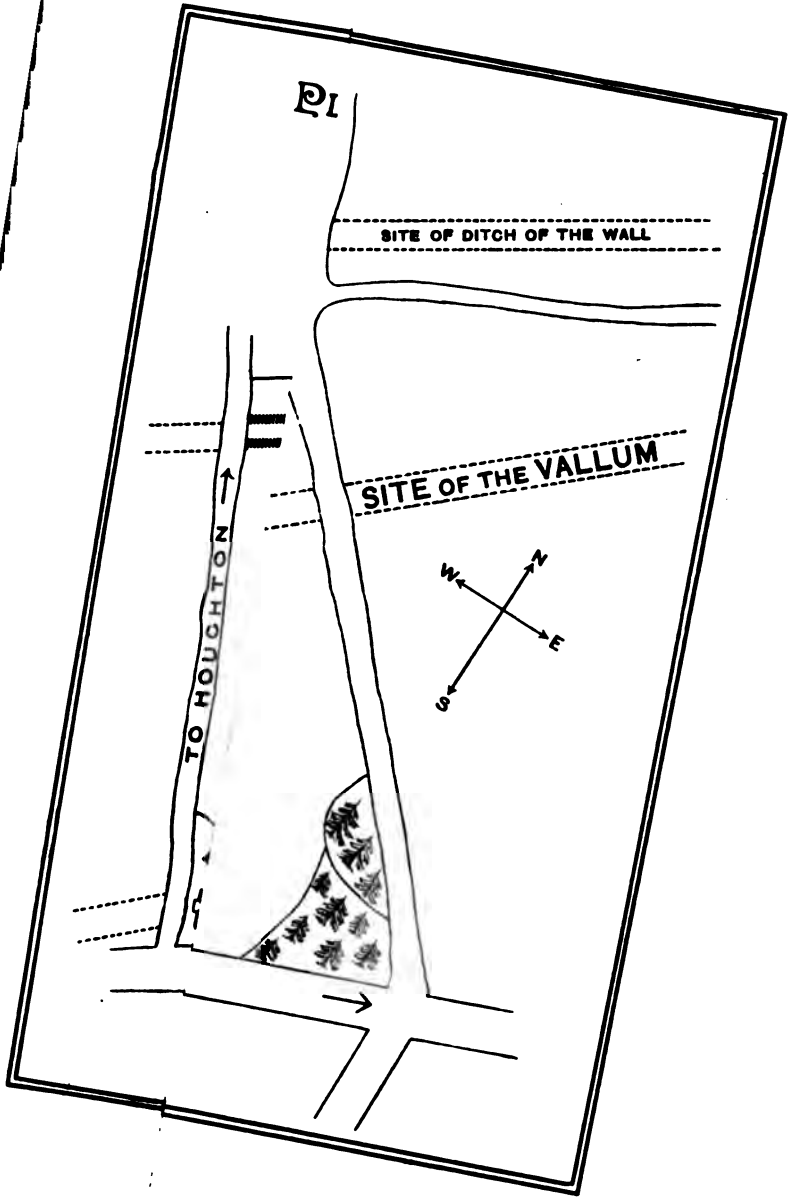 Pl
SITE OF DITCH OF THE WALL
SITE OF THE VALLUM
N
W
E
S
TO HOUGHTON